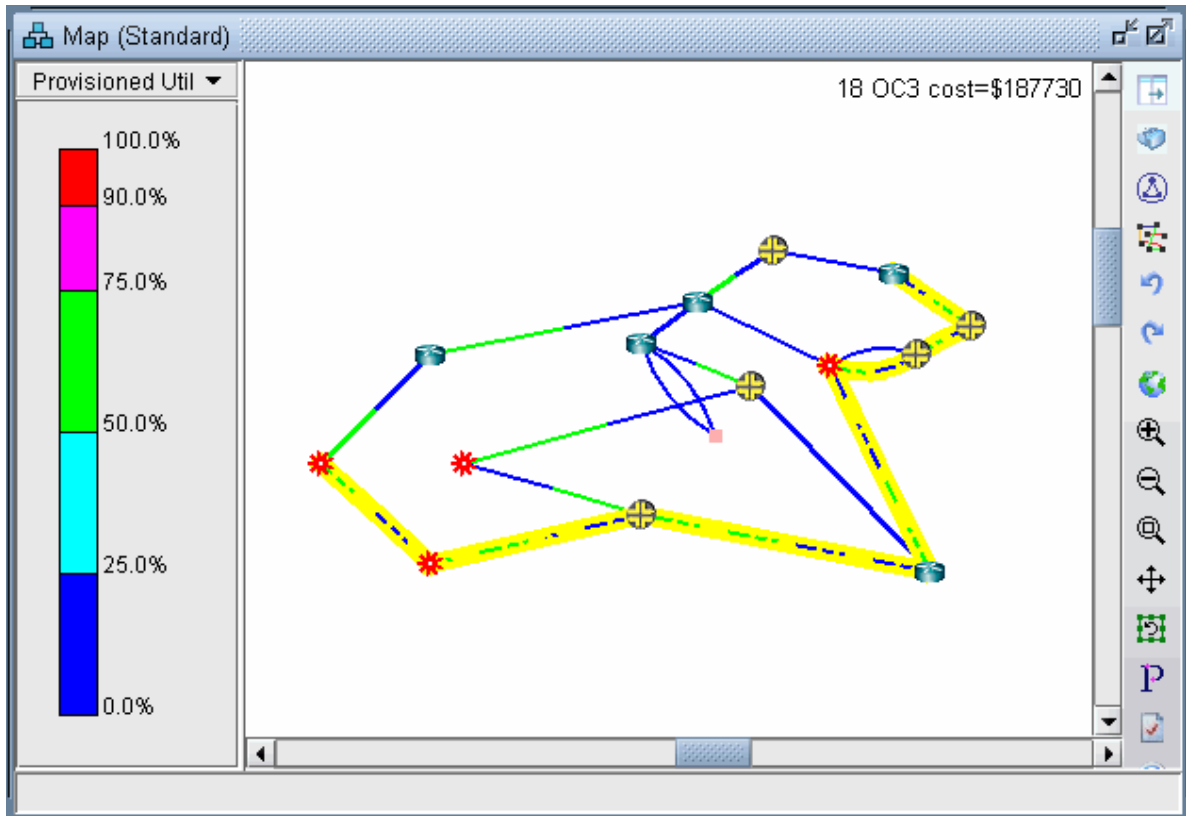 Map (Standard)
Provisioned Util
18 OC3 cost=$187730
100.0%
90.0%
75.0%
50.0%
25.0%
0.0%
P